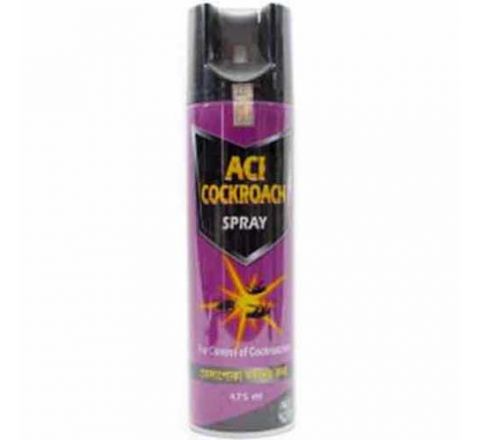 ACI
COCKROACH
SPRAY
For Control of Cockroaches
তেলাপোকা
475 ml